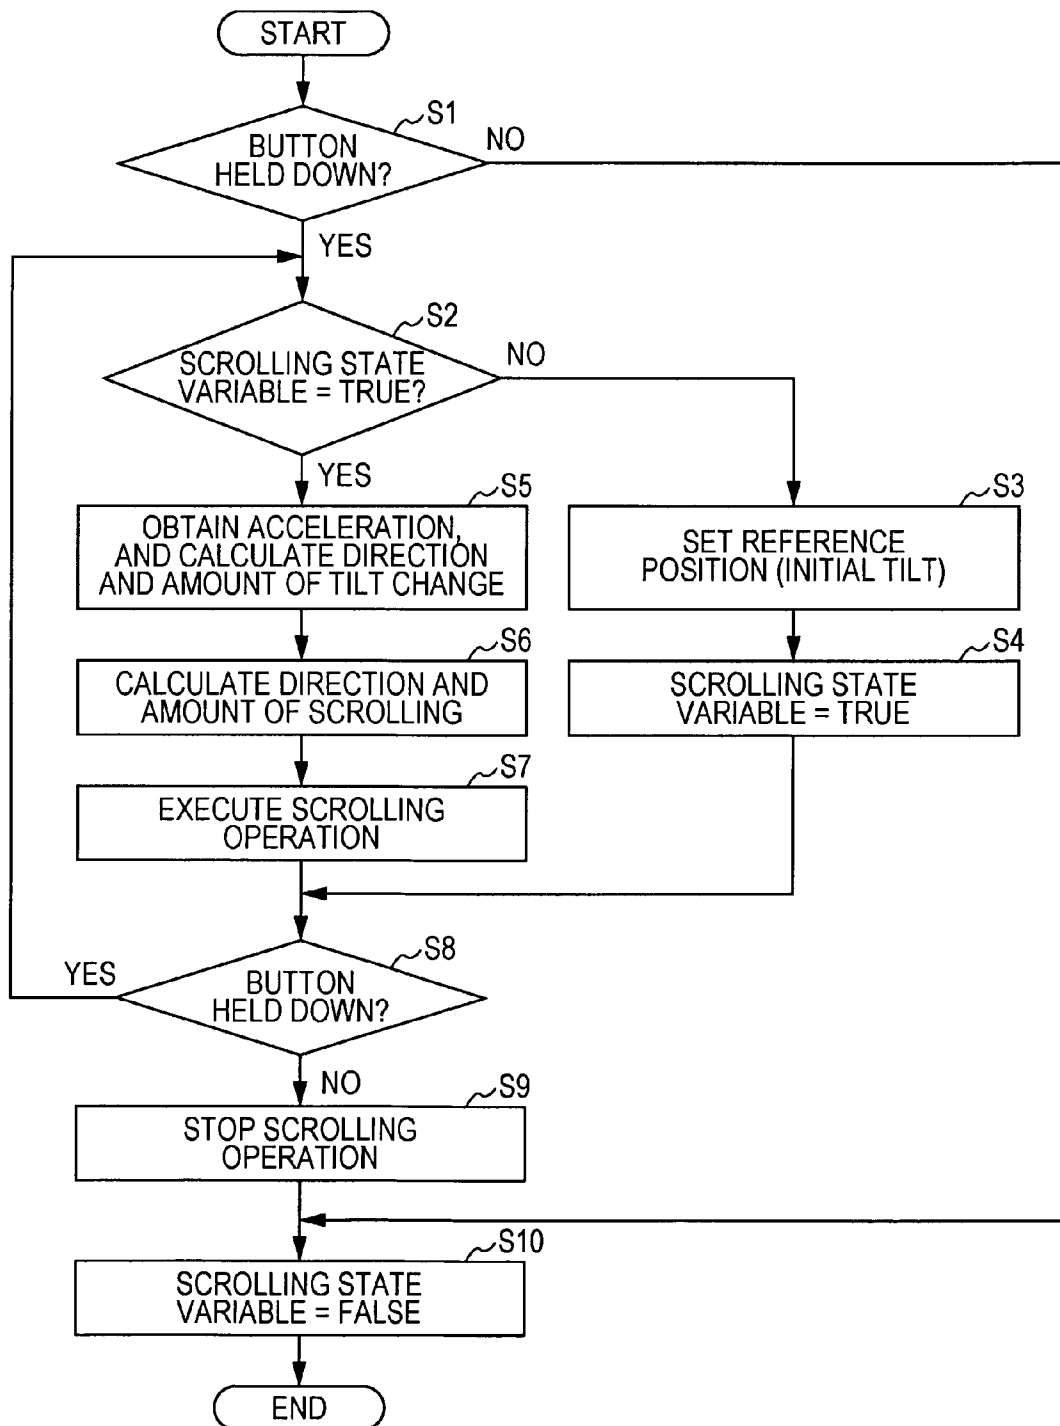 START
S1
BUTTON
HELD DOWN?
NO
YES
S2
SCROLLING STATE
VARIABLE = TRUE?
NO
YES
S5
OBTAIN ACCELERATION,
AND CALCULATE DIRECTION
AND AMOUNT OF TILT CHANGE
S3
SET REFERENCE
POSITION (INITIAL TILT)
S6
CALCULATE DIRECTION AND
AMOUNT OF SCROLLING
S4
SCROLLING STATE
VARIABLE = TRUE
S7
EXECUTE SCROLLING
OPERATION
S8
YES
BUTTON
HELD DOWN?
NO
S9
STOP SCROLLING
OPERATION
S10
SCROLLING STATE
VARIABLE = FALSE
END